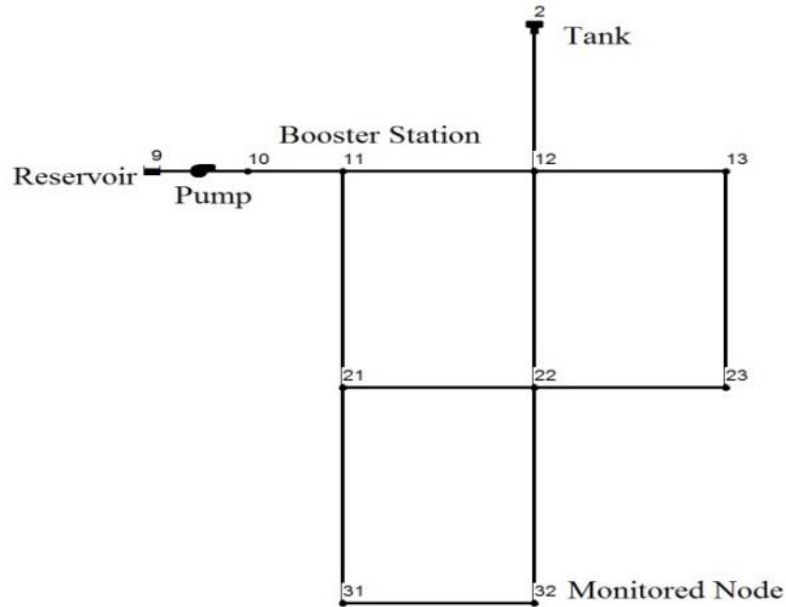 2
Tank
Booster Station
9
10
11
12
13
Reservoir
Pump
21
22
23
31
32
Monitored Node